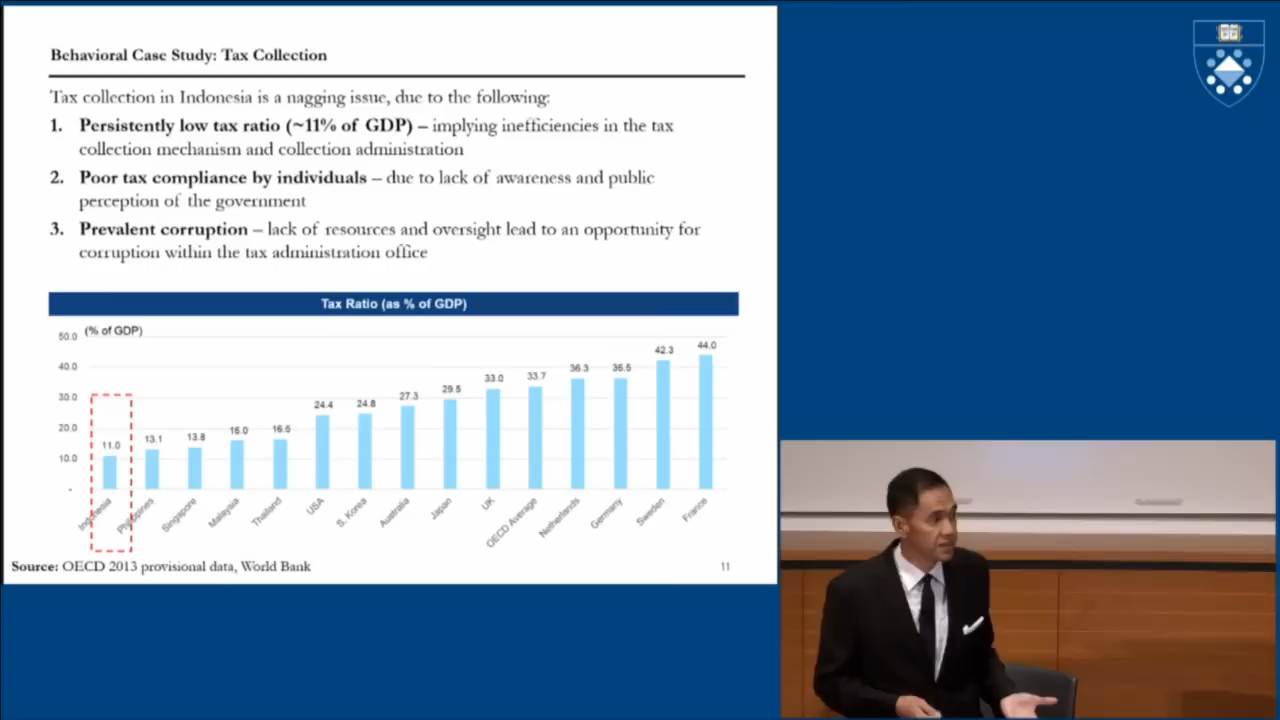 Behavioral Case Study: Tax Collection
Tax collection in Indonesia is a nagging issue, due to the following:
1. Persistently low tax ratio (~11% of GDP) – implying inefficiencies in the tax
collection mechanism and collection administration
2. Poor tax compliance by individuals – due to lack of awareness and public
perception of the government
3. Prevalent corruption – lack of resources and oversight lead to an opportunity for
corruption within the tax administration office
Tax Ratio (as % of GDP)
(% of GDP)
50.0
40.0
30.0
20.0
10.0
-
11.0
13.1
13.8
16.0
16.5
24.4
24.8
27.3
29.5
33.0
33.7
36.3
36.5
42.3
44.0
Indonesia
Philippines
Singapore
Malaysia
Thailand
USA
S. Korea
Australia
Japan
UK
OECD Average
Netherlands
Germany
Sweden
France
Source: OECD 2013 provisional data, World Bank
11